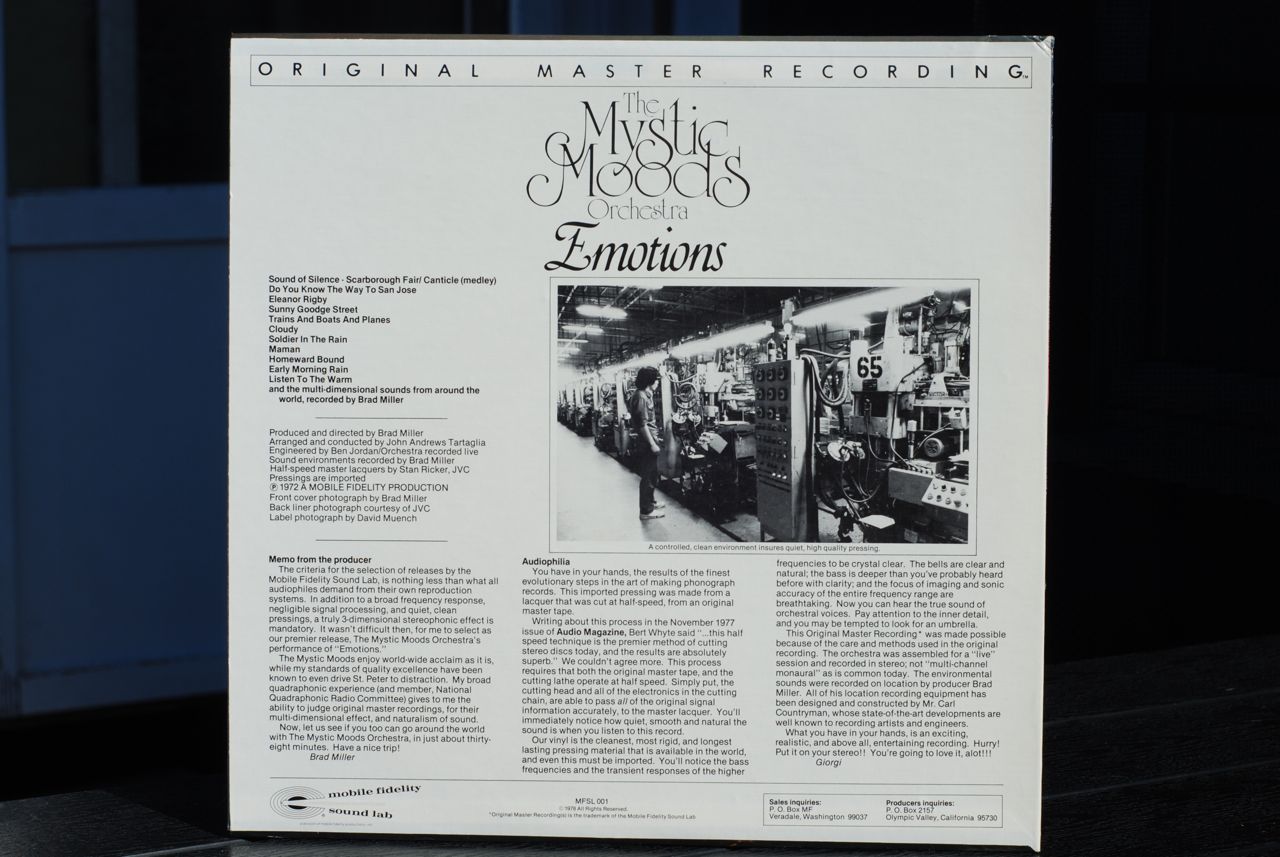 ORIGINAL MASTER RECORDING™
The
Mystic
Moods
Orchestra
Emotions
Sound of Silence - Scarborough Fair/ Canticle (medley)
Do You Know The Way To San Jose
Eleanor Rigby
Sunny Goodge Street
Trains And Boats And Planes
Cloudy
Soldier In The Rain
Maman
Homeward Bound
Early Morning Rain
Listen To The Warm
and the multi-dimensional sounds from around the
world, recorded by Brad Miller
Produced and directed by Brad Miller
Arranged and conducted by John Andrews Tartaglia
Engineered by Ben Jordan/Orchestra recorded live
Sound environments recorded by Brad Miller
Half-speed master lacquers by Stan Ricker, JVC
Pressings are imported
℗ 1972 A MOBILE FIDELITY PRODUCTION
Front cover photograph by Brad Miller
Back liner photograph courtesy of JVC
Label photograph by David Muench
65
A controlled, clean environment insures quiet, high quality pressing.
Memo from the producer
The criteria for the selection of releases by the
Mobile Fidelity Sound Lab, is nothing less than what all
audiophiles demand from their own reproduction
systems. In addition to a broad frequency response,
negligible signal processing, and quiet, clean
pressings, a truly 3-dimensional stereophonic effect is
mandatory. It wasn't difficult then, for me to select as
our premier release, The Mystic Moods Orchestra's
performance of "Emotions."
The Mystic Moods enjoy world-wide acclaim as it is,
while my standards of quality excellence have been
known to even drive St. Peter to distraction. My broad
quadraphonic experience (and member, National
Quadraphonic Radio Committee) gives to me the
ability to judge original master recordings, for their
multi-dimensional effect, and naturalism of sound.
Now, let us see if you too can go around the world
with The Mystic Moods Orchestra, in just about thirty-
eight minutes. Have a nice trip!
Brad Miller
Audiophilia
You have in your hands, the results of the finest
evolutionary steps in the art of making phonograph
records. This imported pressing was made from a
lacquer that was cut at half-speed, from an original
master tape.
Writing about this process in the November 1977
issue of Audio Magazine, Bert Whyte said "...this half
speed technique is the premier method of cutting
stereo discs today, and the results are absolutely
superb." We couldn't agree more. This process
requires that both the original master tape, and the
cutting lathe operate at half speed. Simply put, the
cutting head and all of the electronics in the cutting
chain, are able to pass all of the original signal
information accurately, to the master lacquer. You'll
immediately notice how quiet, smooth and natural the
sound is when you listen to this record.
Our vinyl is the cleanest, most rigid, and longest
lasting pressing material that is available in the world,
and even this must be imported. You'll notice the bass
frequencies and the transient responses of the higher
frequencies to be crystal clear. The bells are clear and
natural; the bass is deeper than you've probably heard
before with clarity; and the focus of imaging and sonic
accuracy of the entire frequency range are
breathtaking. Now you can hear the true sound of
orchestral voices. Pay attention to the inner detail,
and you may be tempted to look for an umbrella.
This Original Master Recording* was made possible
because of the care and methods used in the original
recording. The orchestra was assembled for a "live"
session and recorded in stereo; not "multi-channel
monaural" as is common today. The environmental
sounds were recorded on location by producer Brad
Miller. All of his location recording equipment has
been designed and constructed by Mr. Carl
Countryman, whose state-of-the-art developments are
well known to recording artists and engineers.
What you have in your hands, is an exciting,
realistic, and above all, entertaining recording. Hurry!
Put it on your stereo!! You're going to love it, alot!!!
Giorgi
mobile fidelity
sound lab
MFSL 001
© 1978 All Rights Reserved.
*Original Master Recording(s) is the trademark of the Mobile Fidelity Sound Lab
Sales inquiries:
P. O. Box MF
Veradale, Washington 99037
Producers inquiries:
P. O. Box 2157
Olympic Valley, California 95730